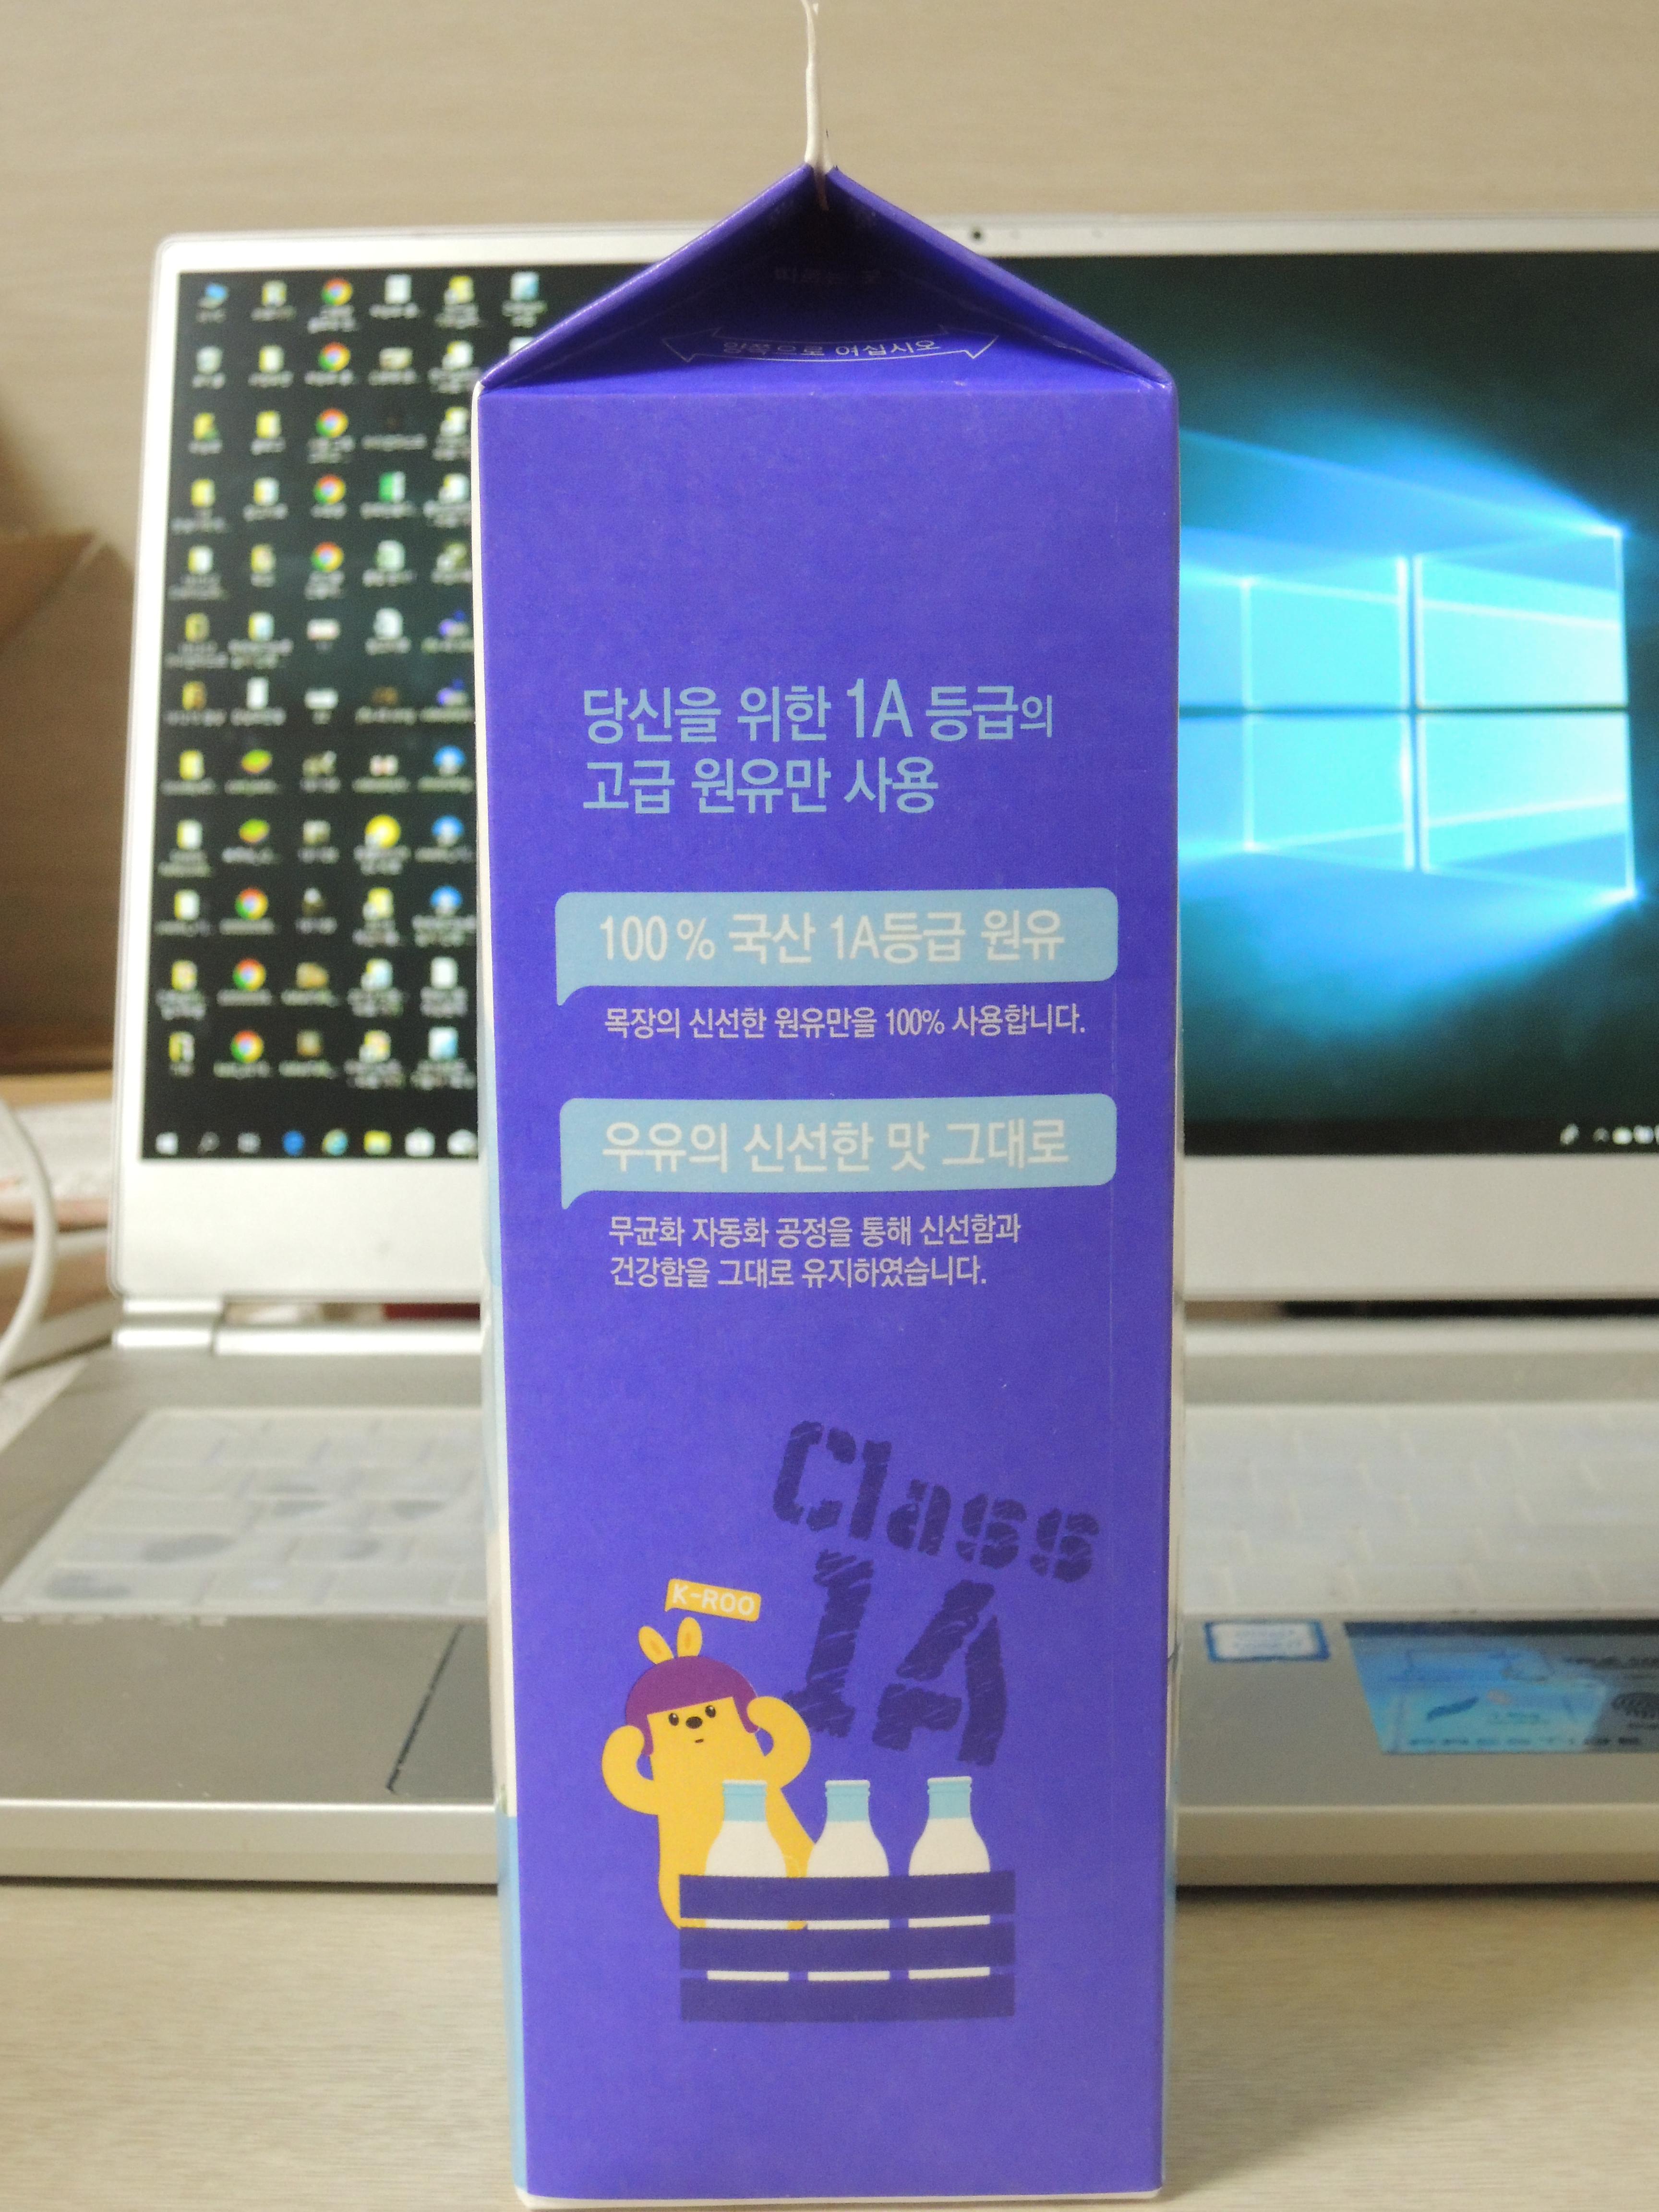 양쪽으로 여십시오
당신을 위한 1A 등급의
고급 원유만 사용
100% 국산 1A등급 원유
목장의 신선한 원유만을 100% 사용합니다.
우유의 신선한 맛 그대로
무균화 자동화 공정을 통해 신선함과
건강함을 그대로 유지하였습니다.
Class
1A
K-ROO